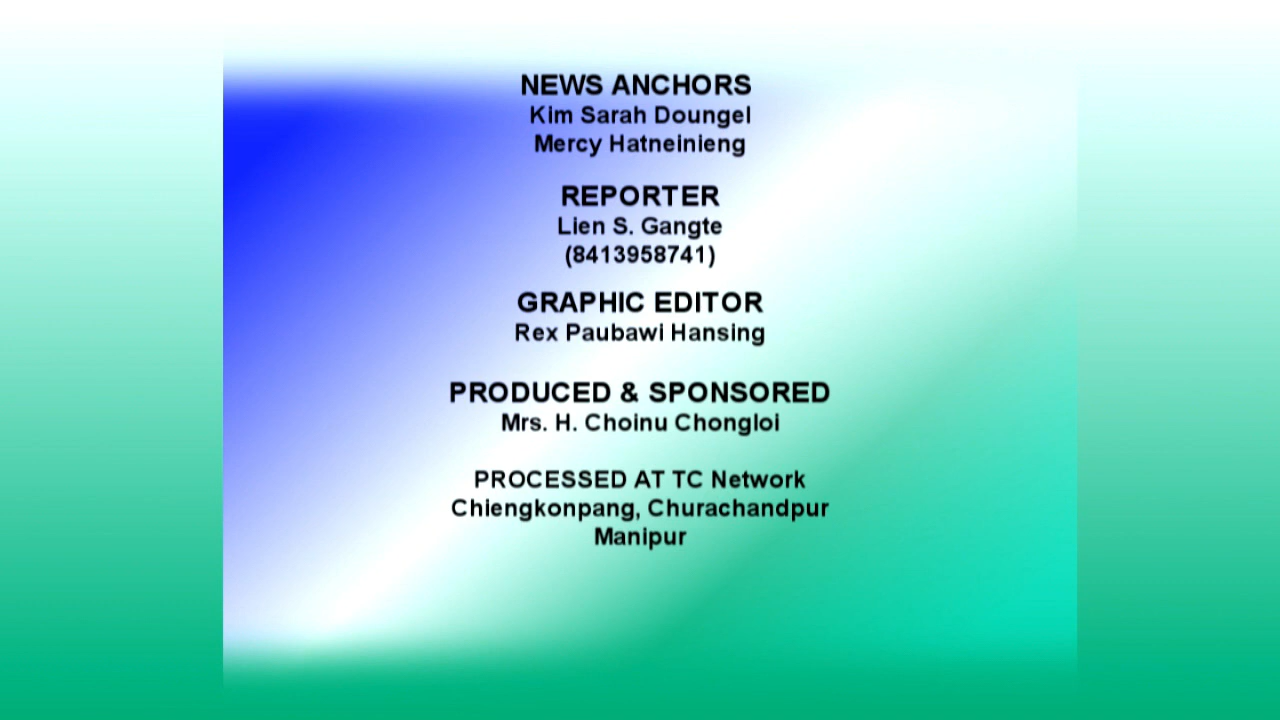 NEWS ANCHORS
Kim Sarah Doungel
Mercy Hatneinieng
REPORTER
Lien S. Gangte
(8413958741)
GRAPHIC EDITOR
Rex Paubawi Hansing
PRODUCED & SPONSORED
Mrs. H. Choinu Chongloi
PROCESSED AT TC Network
Chiengkonpang, Churachandpur
Manipur